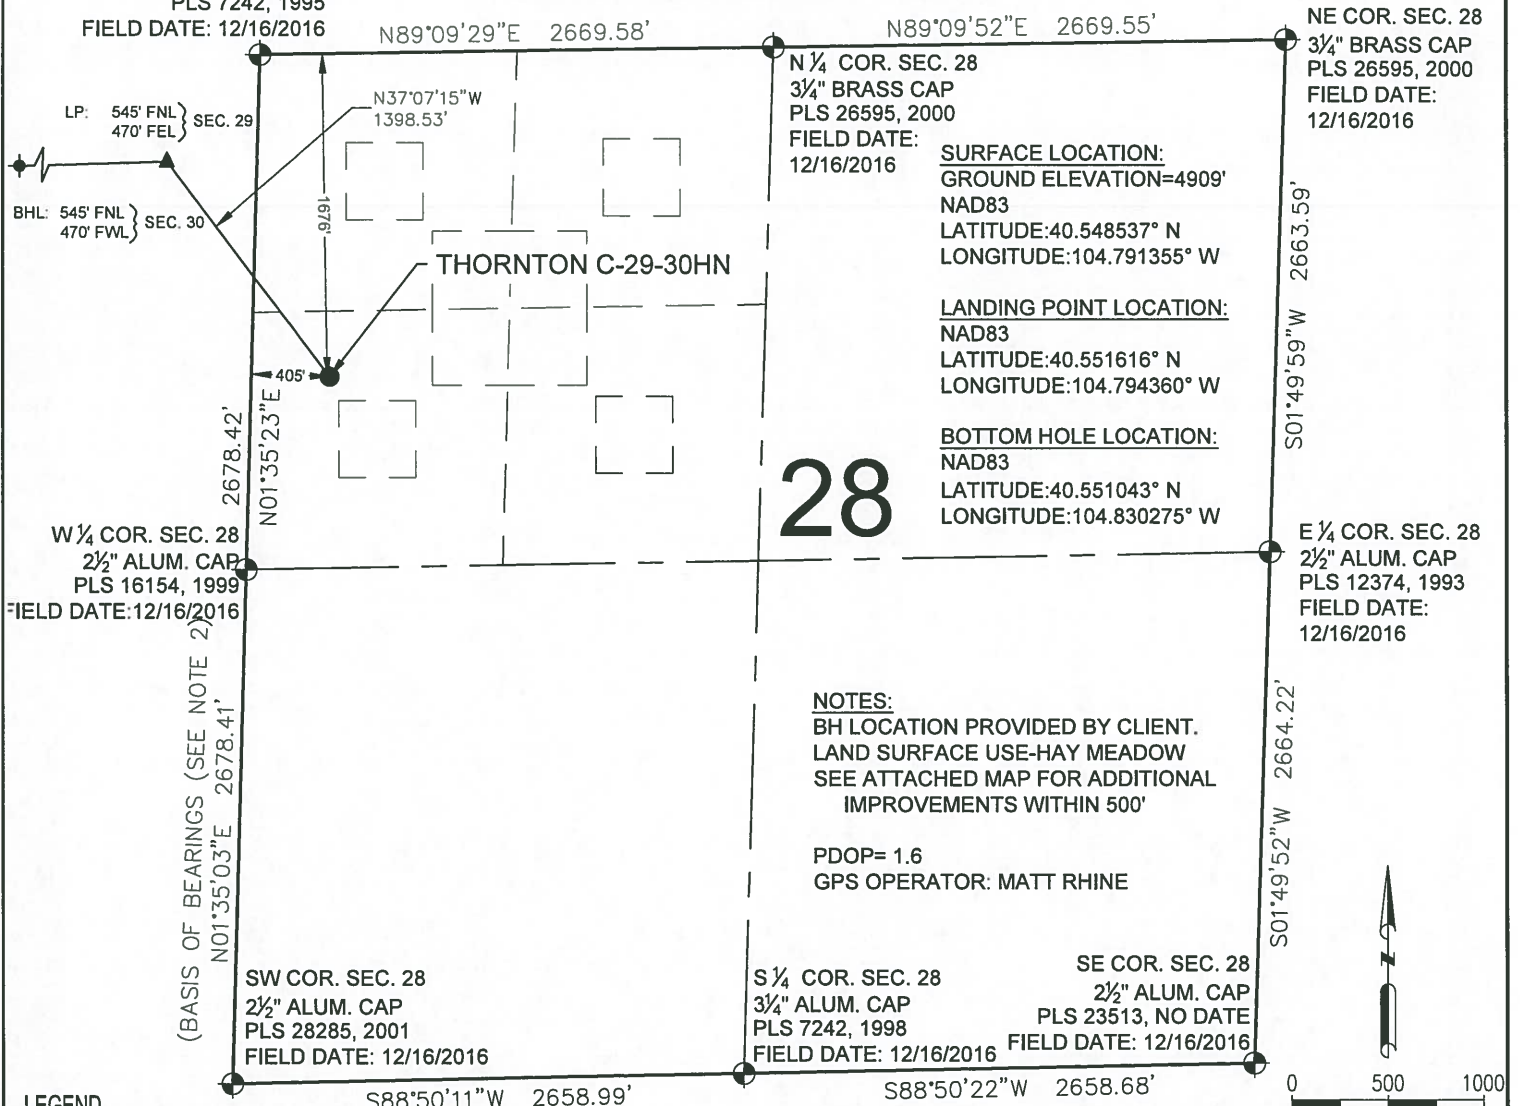 PLS 7242, 1995
FIELD DATE: 12/16/2016
N89°09'29"E 2669.58'
N89°09'52"E 2669.55'
NE COR. SEC. 28
3¼" BRASS CAP
PLS 26595, 2000
FIELD DATE:
12/16/2016
N ¼ COR. SEC. 28
3¼" BRASS CAP
PLS 26595, 2000
FIELD DATE:
12/16/2016
LP: 545' FNL
470' FEL
SEC. 29
N37°07'15"W
1398.53'
BHL: 545' FNL
470' FWL
SEC. 30
1676'
THORNTON C-29-30HN
405'
SURFACE LOCATION:
GROUND ELEVATION=4909'
NAD83
LATITUDE:40.548537° N
LONGITUDE:104.791355° W
LANDING POINT LOCATION:
NAD83
LATITUDE:40.551616° N
LONGITUDE:104.794360° W
BOTTOM HOLE LOCATION:
NAD83
LATITUDE:40.551043° N
LONGITUDE:104.830275° W
S01°49'59"W 2663.59'
2678.42'
N01°35'23"E
28
W ¼ COR. SEC. 28
2½" ALUM. CAP
PLS 16154, 1999
FIELD DATE:12/16/2016
E ¼ COR. SEC. 28
2½" ALUM. CAP
PLS 12374, 1993
FIELD DATE:
12/16/2016
(BASIS OF BEARINGS (SEE NOTE 2)
N01°35'03"E 2678.41'
NOTES:
BH LOCATION PROVIDED BY CLIENT.
LAND SURFACE USE-HAY MEADOW
SEE ATTACHED MAP FOR ADDITIONAL
IMPROVEMENTS WITHIN 500'
PDOP= 1.6
GPS OPERATOR: MATT RHINE
S01°49'52"W 2664.22'
SW COR. SEC. 28
2½" ALUM. CAP
PLS 28285, 2001
FIELD DATE: 12/16/2016
S ¼ COR. SEC. 28
3¼" ALUM. CAP
PLS 7242, 1998
FIELD DATE: 12/16/2016
SE COR. SEC. 28
2½" ALUM. CAP
PLS 23513, NO DATE
FIELD DATE: 12/16/2016
N
S88°50'11"W 2658.99'
S88°50'22"W 2658.68'
0 500 1000
LEGEND